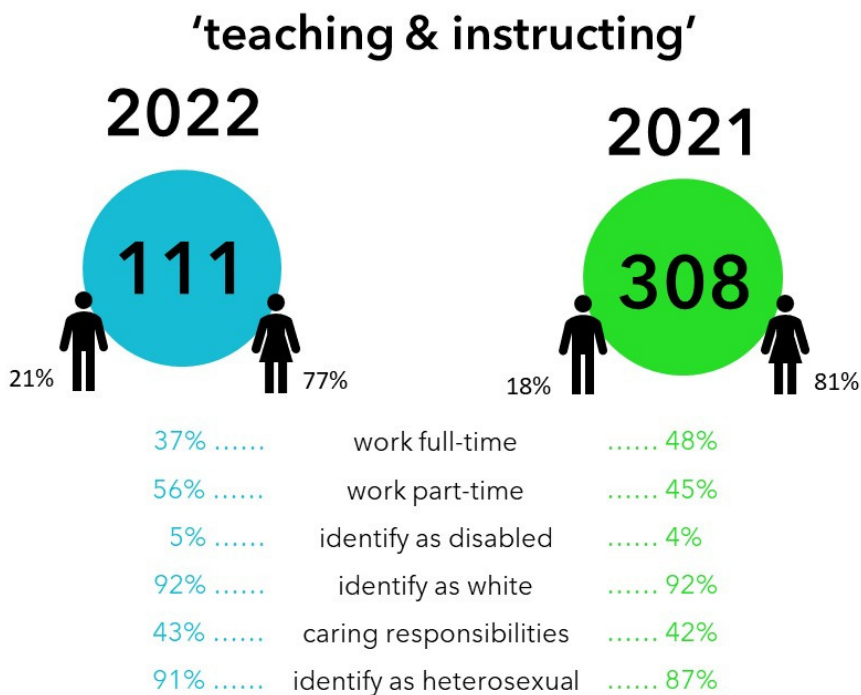 'teaching & instructing'
2022
2021
111
308
21%
77%
18%
81%
37% ...... work full-time ...... 48%
56% ...... work part-time ...... 45%
5% ...... identify as disabled ...... 4%
92% ...... identify as white ...... 92%
43% ...... caring responsibilities ...... 42%
91% ...... identify as heterosexual ...... 87%